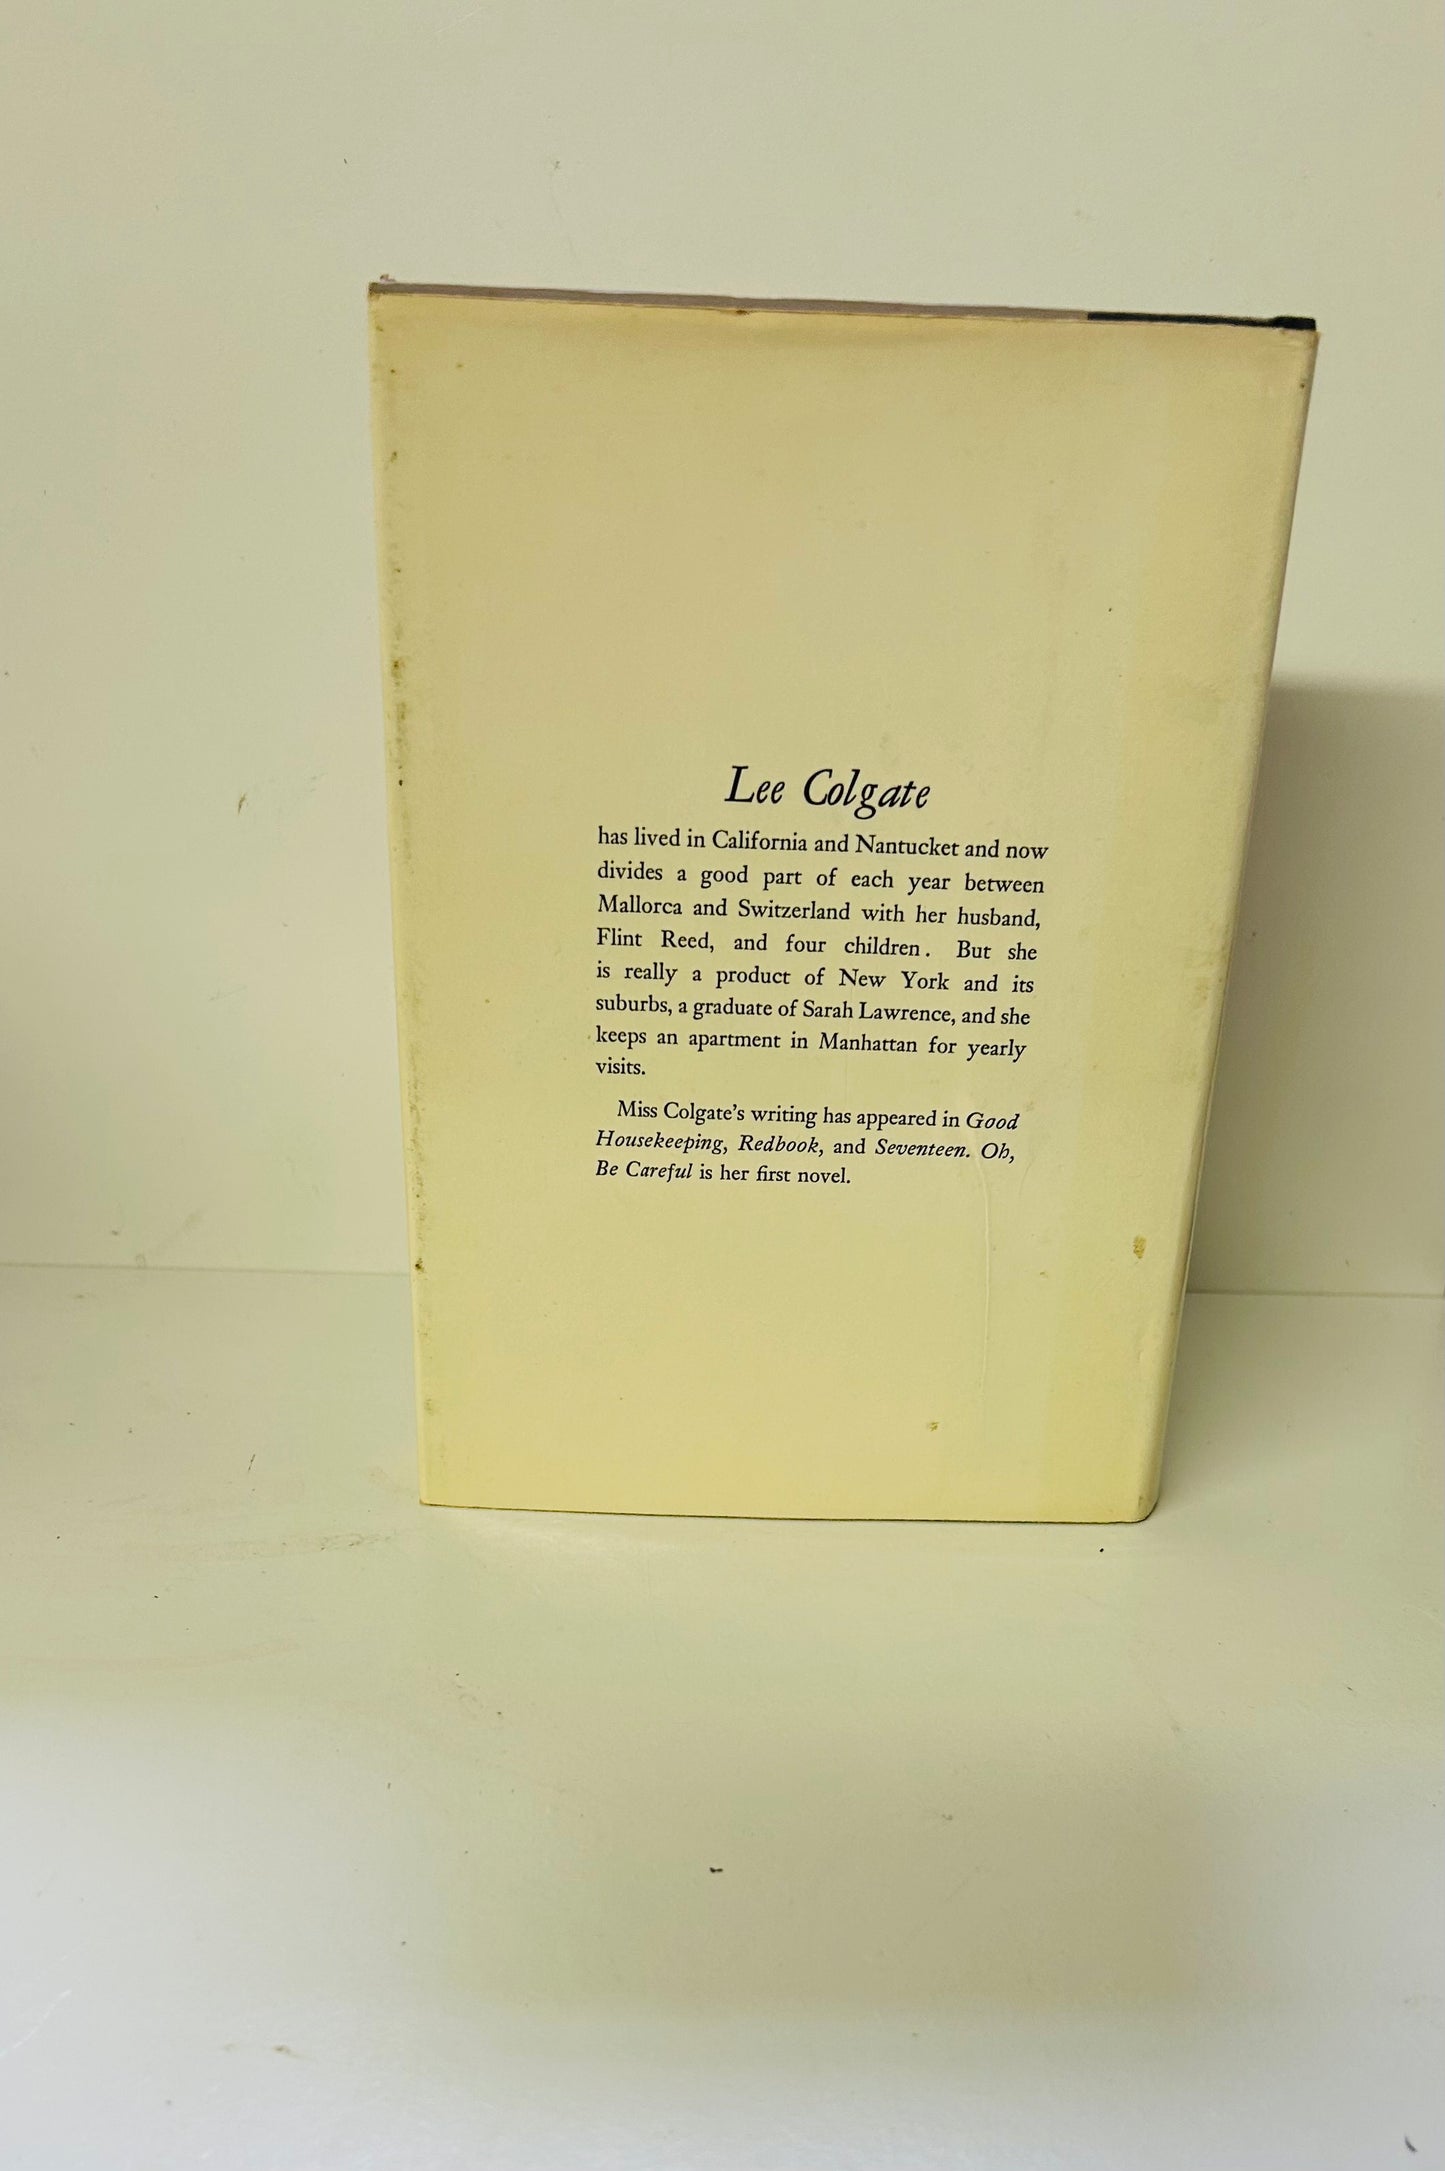 Lee Colgate
has lived in California and Nantucket and now
divides a good part of each year between
Mallorca and Switzerland with her husband,
Flint Reed, and four children. But she
is really a product of New York and its
suburbs, a graduate of Sarah Lawrence, and she
keeps an apartment in Manhattan for yearly
visits.
Miss Colgate's writing has appeared in Good
Housekeeping, Redbook, and Seventeen. Oh,
Be Careful is her first novel.